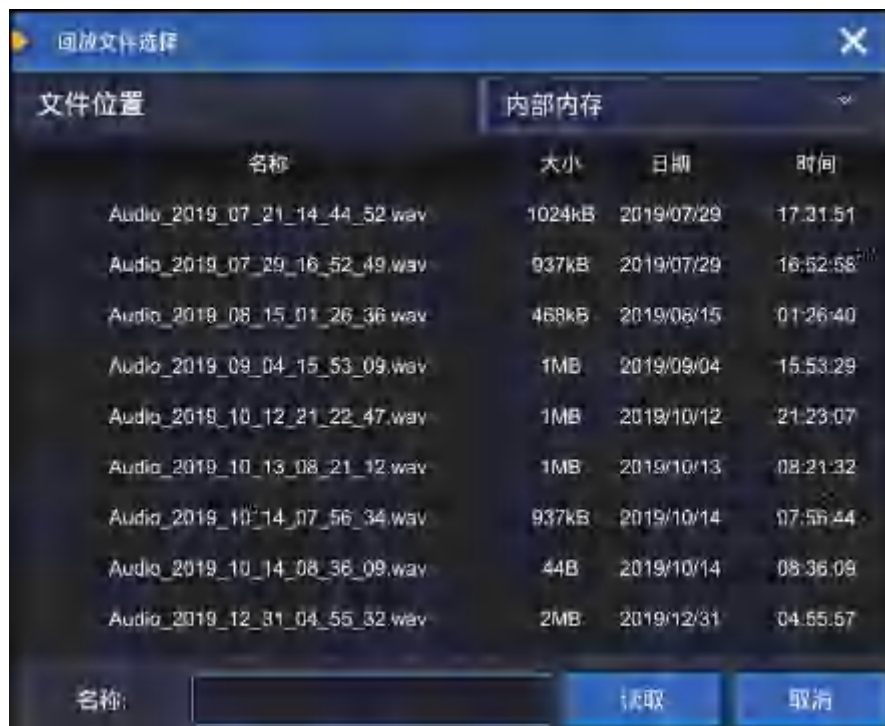 回放文件选择
文件位置 内部内存
名称 大小 日期 时间
Audio_2019_07_21_14_44_52.wav 1024kB 2019/07/29 17:31:51
Audio_2019_07_29_16_52_49.wav 937kB 2019/07/29 16:52:58
Audio_2019_08_15_01_26_36.wav 468kB 2019/08/15 01:26:40
Audio_2019_09_04_15_53_09.wav 1MB 2019/09/04 15:53:29
Audio_2019_10_12_21_22_47.wav 1MB 2019/10/12 21:23:07
Audio_2019_10_13_08_21_12.wav 1MB 2019/10/13 08:21:32
Audio_2019_10_14_07_56_34.wav 937kB 2019/10/14 07:56:44
Audio_2019_10_14_08_36_09.wav 44B 2019/10/14 08:36:09
Audio_2019_12_31_04_55_32.wav 2MB 2019/12/31 04:55:57
名称: 读取 取消